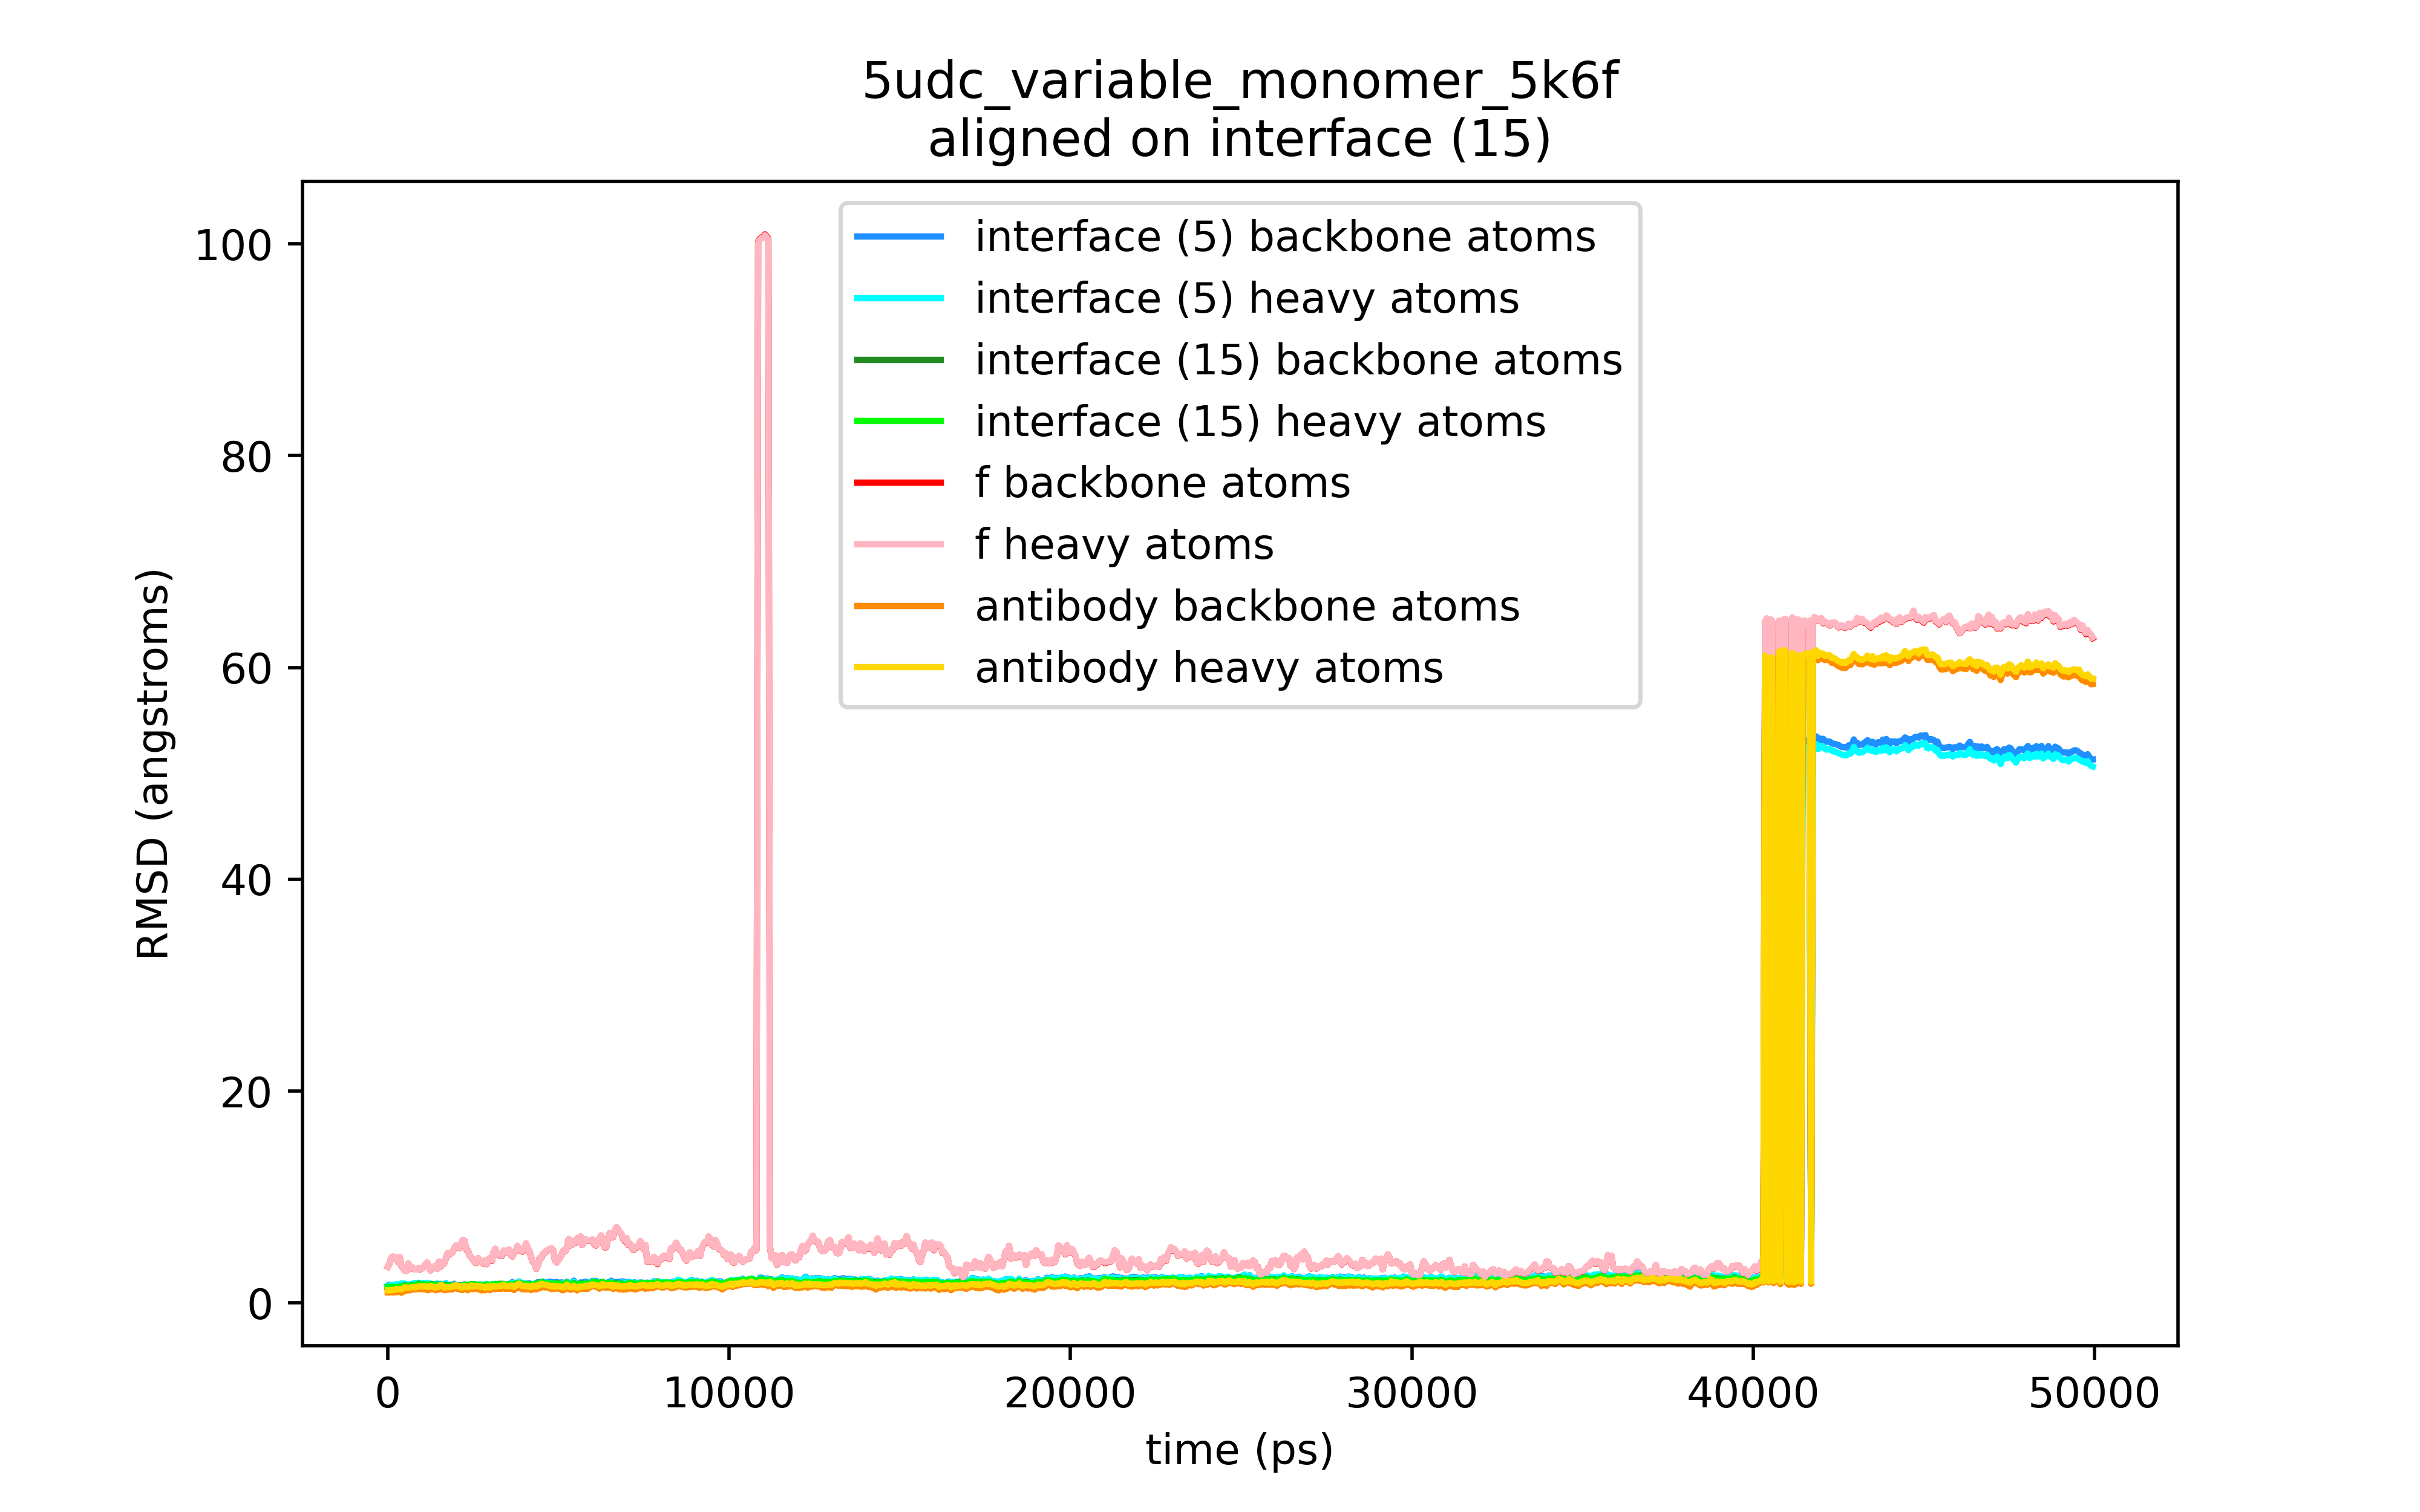 5udc_variable_monomer_5k6f
aligned on interface (15)
interface (5) backbone atoms
interface (5) heavy atoms
interface (15) backbone atoms
interface (15) heavy atoms
f backbone atoms
f heavy atoms
antibody backbone atoms
antibody heavy atoms
RMSD (angstroms)
100
80
60
40
20
0
0 10000 20000 30000 40000 50000
time (ps)